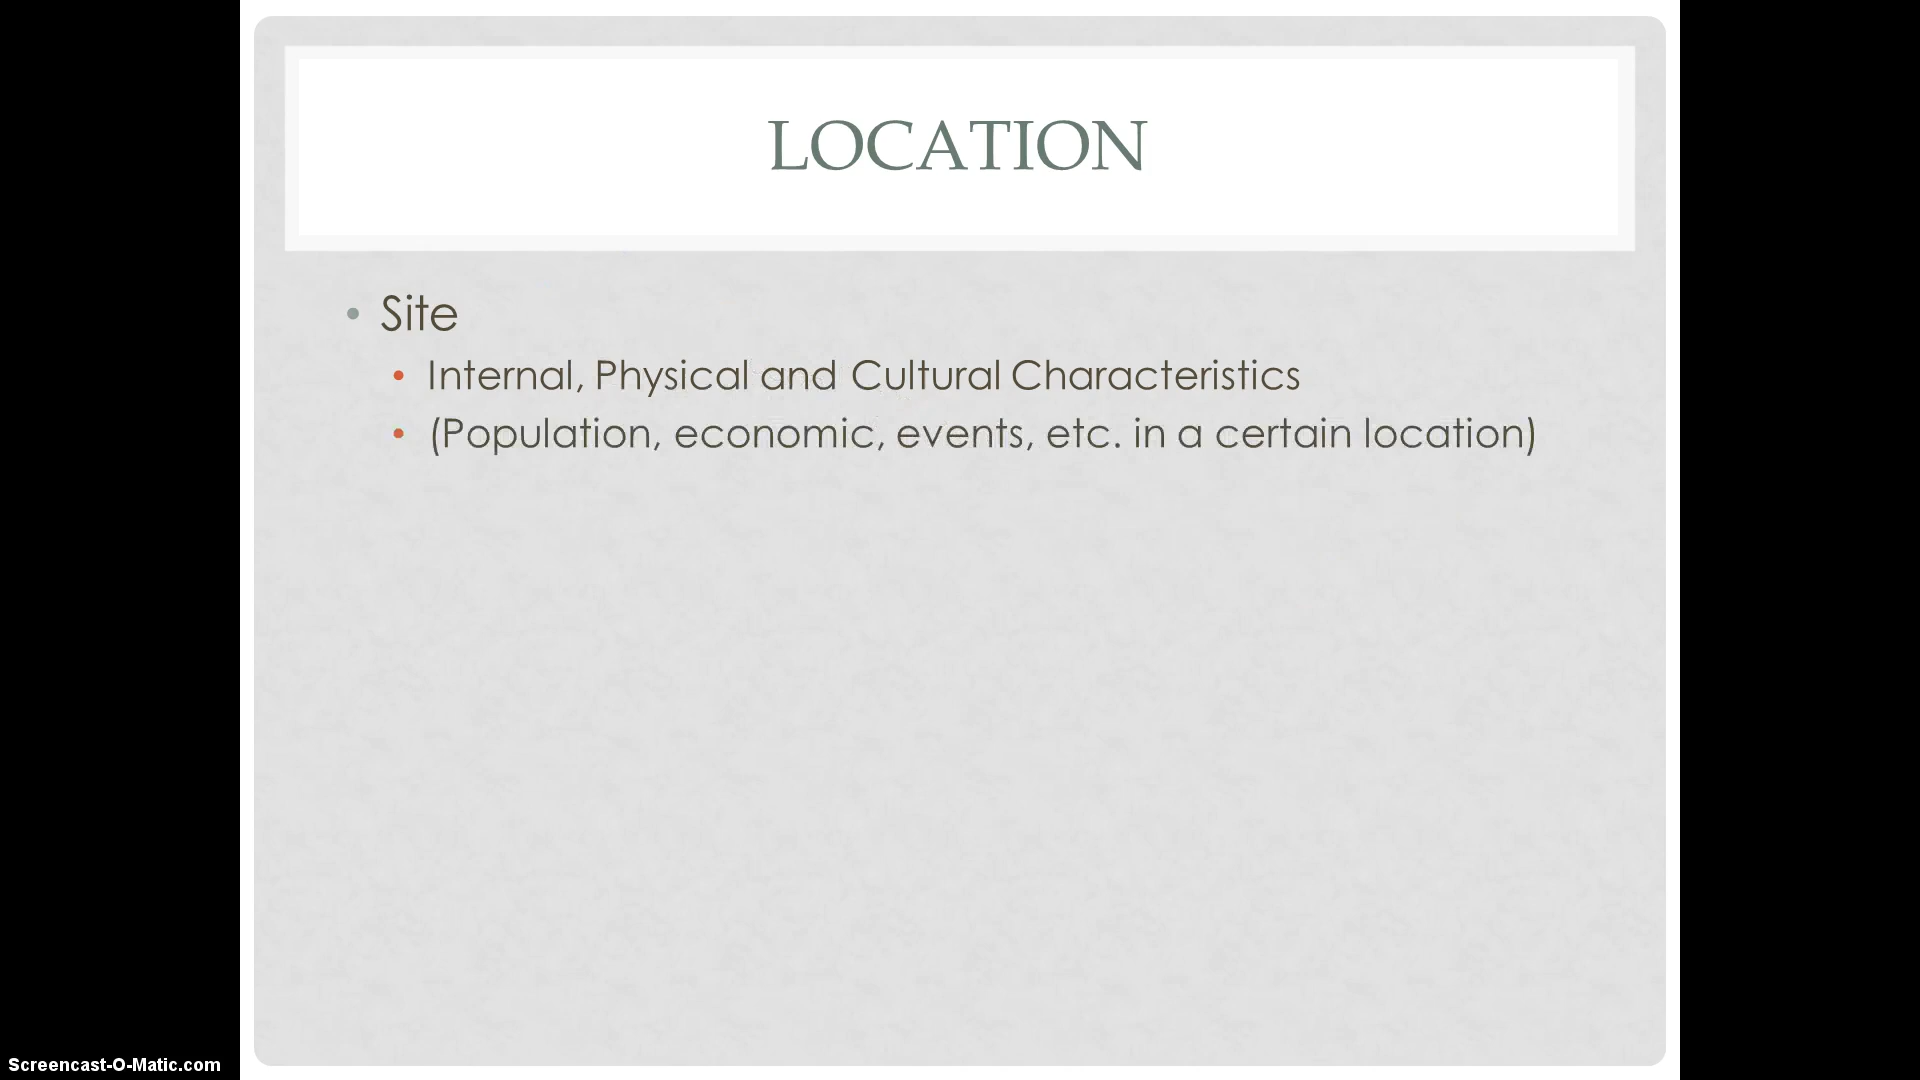 LOCATION
Site
Internal, Physical and Cultural Characteristics
(Population, economic, events, etc. in a certain location)
Screencast-O-Matic.com